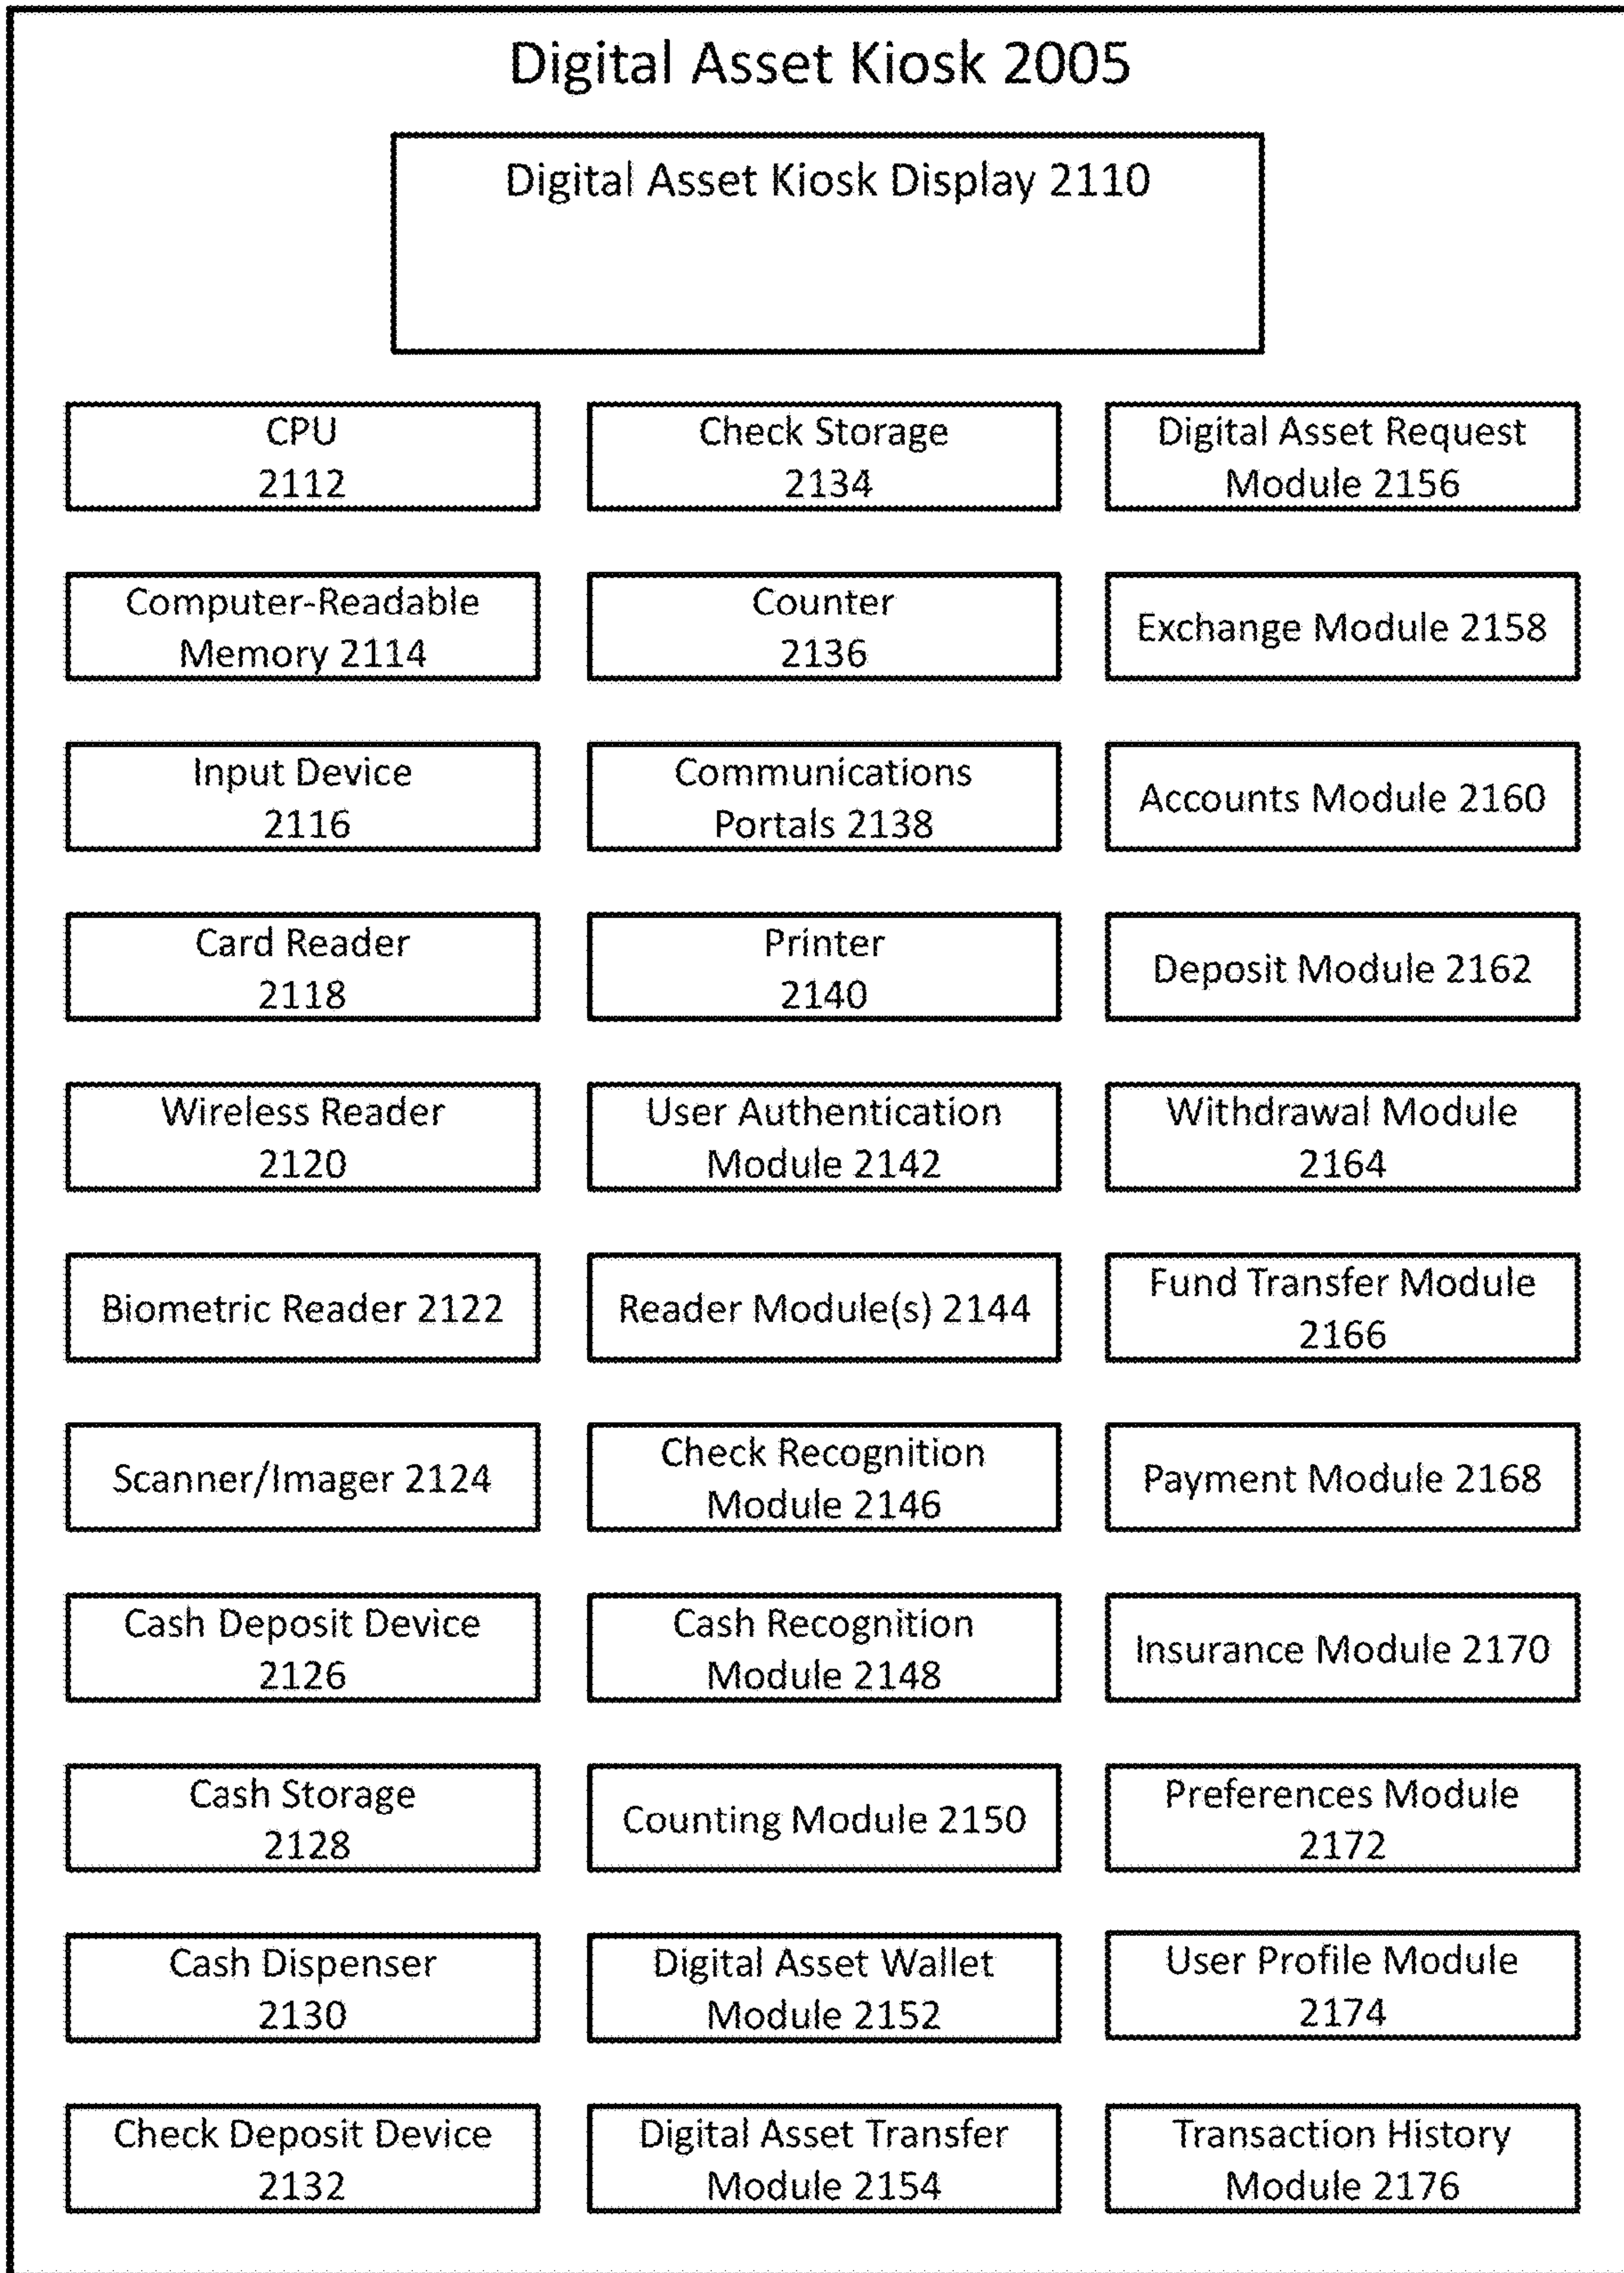 Digital Asset Kiosk 2005
Digital Asset Kiosk Display 2110
CPU
2112
Check Storage
2134
Digital Asset Request
Module 2156
Computer-Readable
Memory 2114
Counter
2136
Exchange Module 2158
Input Device
2116
Communications
Portals 2138
Accounts Module 2160
Card Reader
2118
Printer
2140
Deposit Module 2162
Wireless Reader
2120
User Authentication
Module 2142
Withdrawal Module
2164
Biometric Reader 2122
Reader Module(s) 2144
Fund Transfer Module
2166
Scanner/Imager 2124
Check Recognition
Module 2146
Payment Module 2168
Cash Deposit Device
2126
Cash Recognition
Module 2148
Insurance Module 2170
Cash Storage
2128
Counting Module 2150
Preferences Module
2172
Cash Dispenser
2130
Digital Asset Wallet
Module 2152
User Profile Module
2174
Check Deposit Device
2132
Digital Asset Transfer
Module 2154
Transaction History
Module 2176